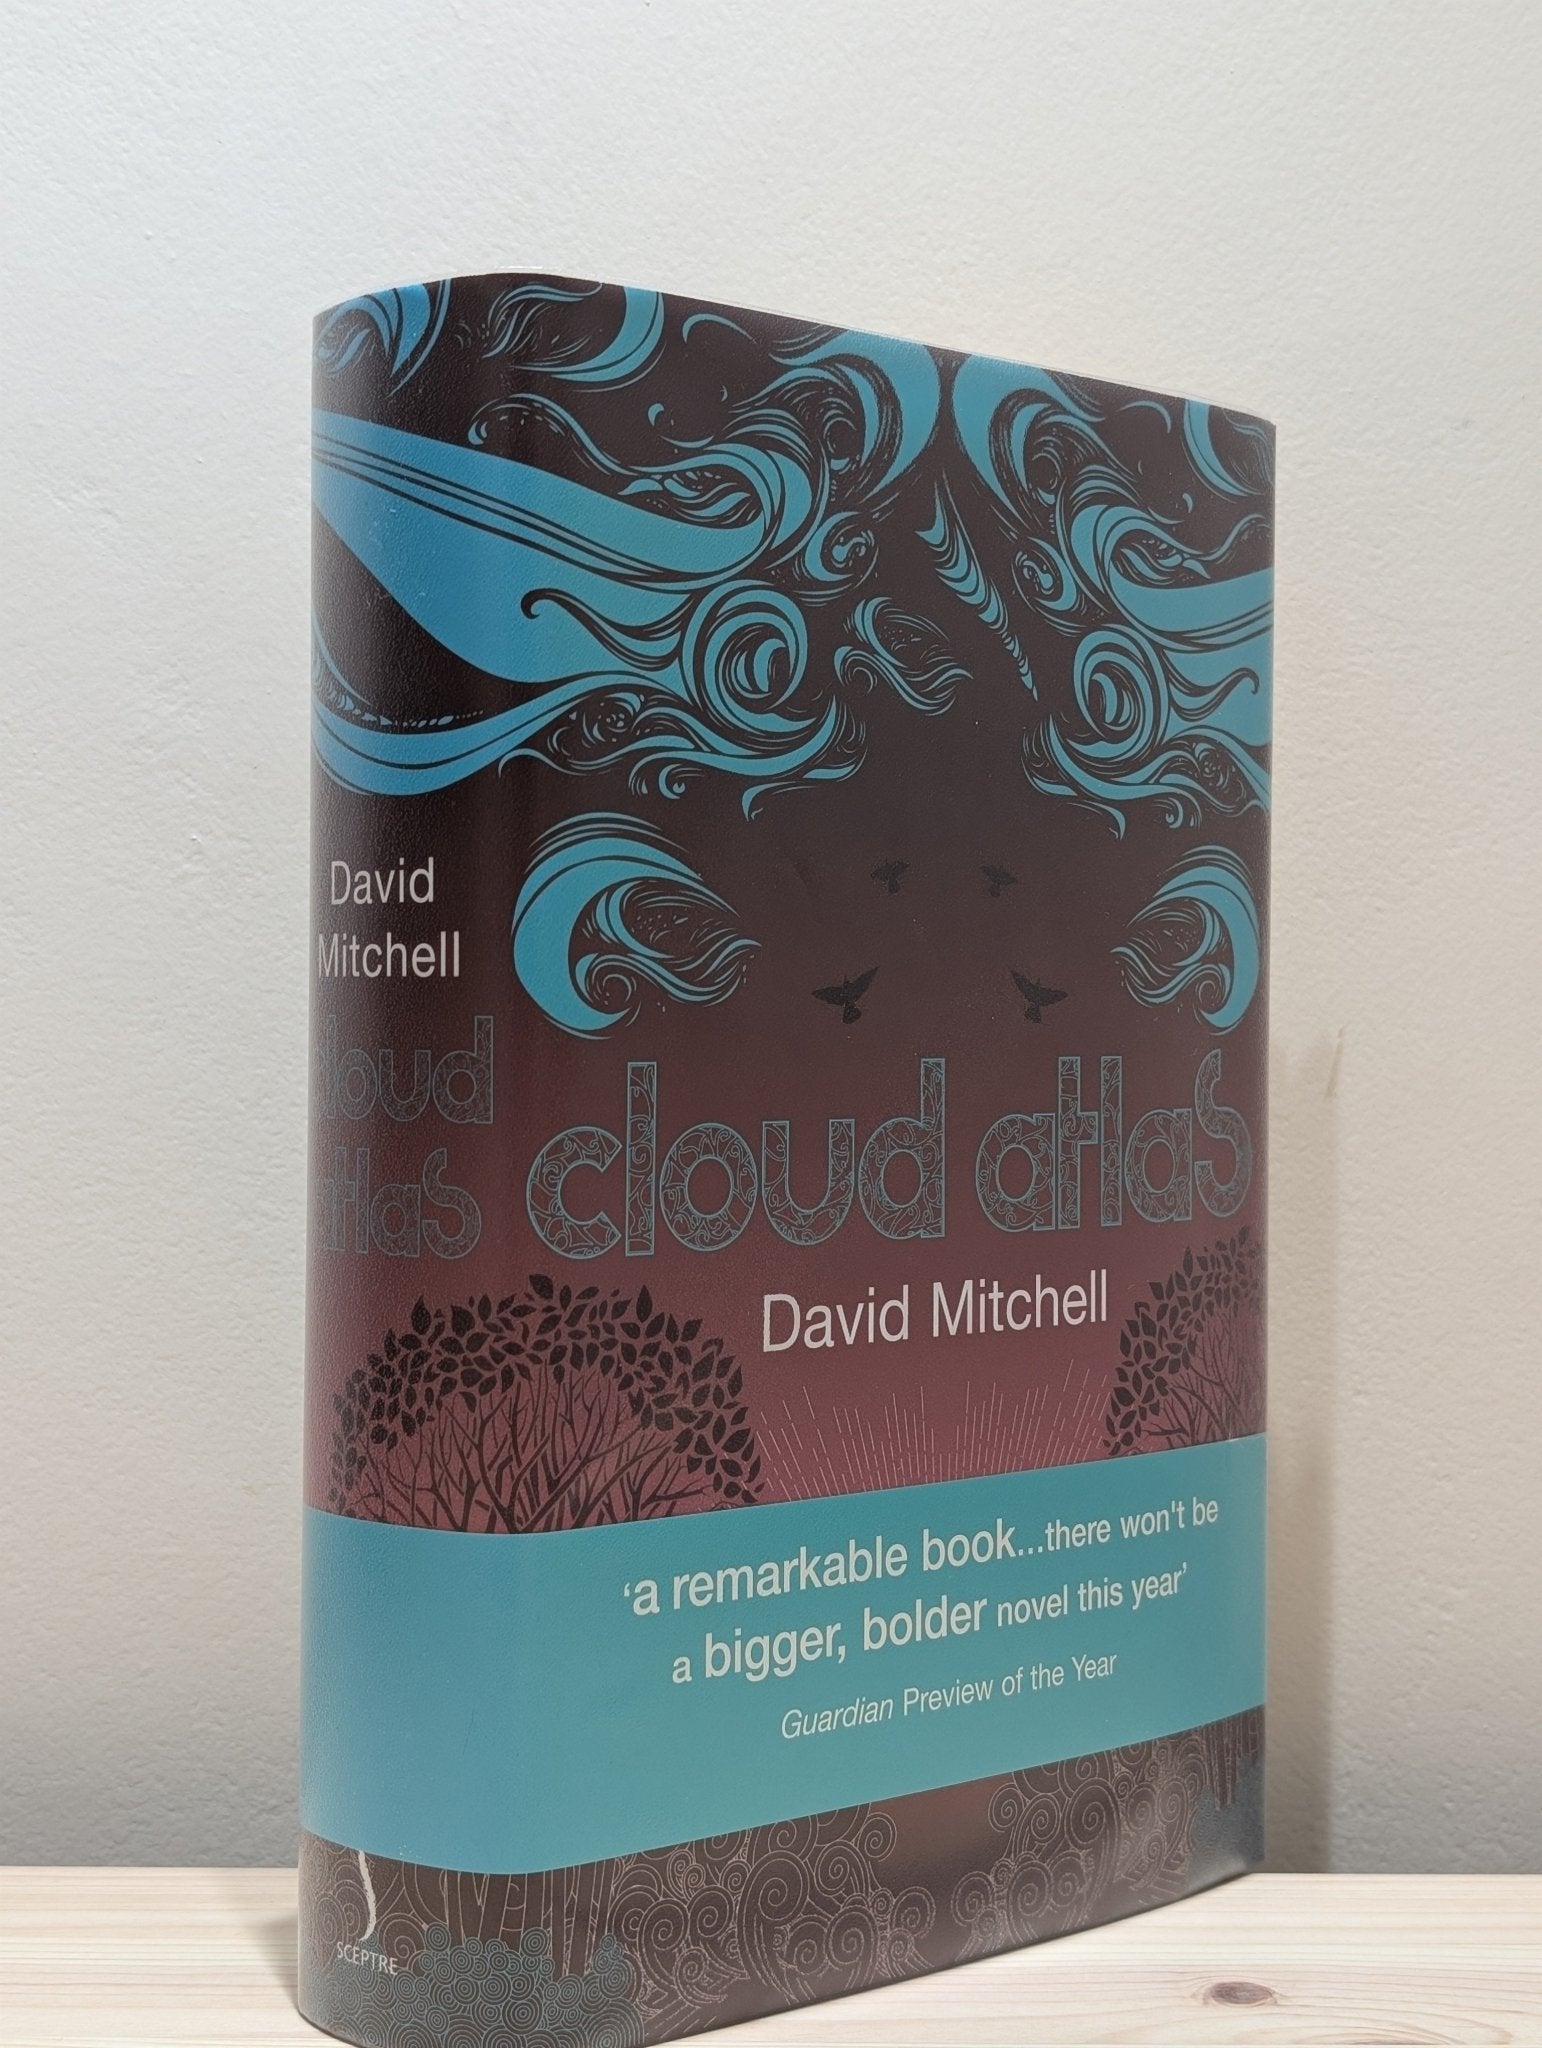 David
Mitchell
cloud
atlas
SCEPTRE
cloud atlas
David Mitchell
‘a remarkable book...there won't be
a bigger, bolder novel this year’
Guardian Preview of the Year